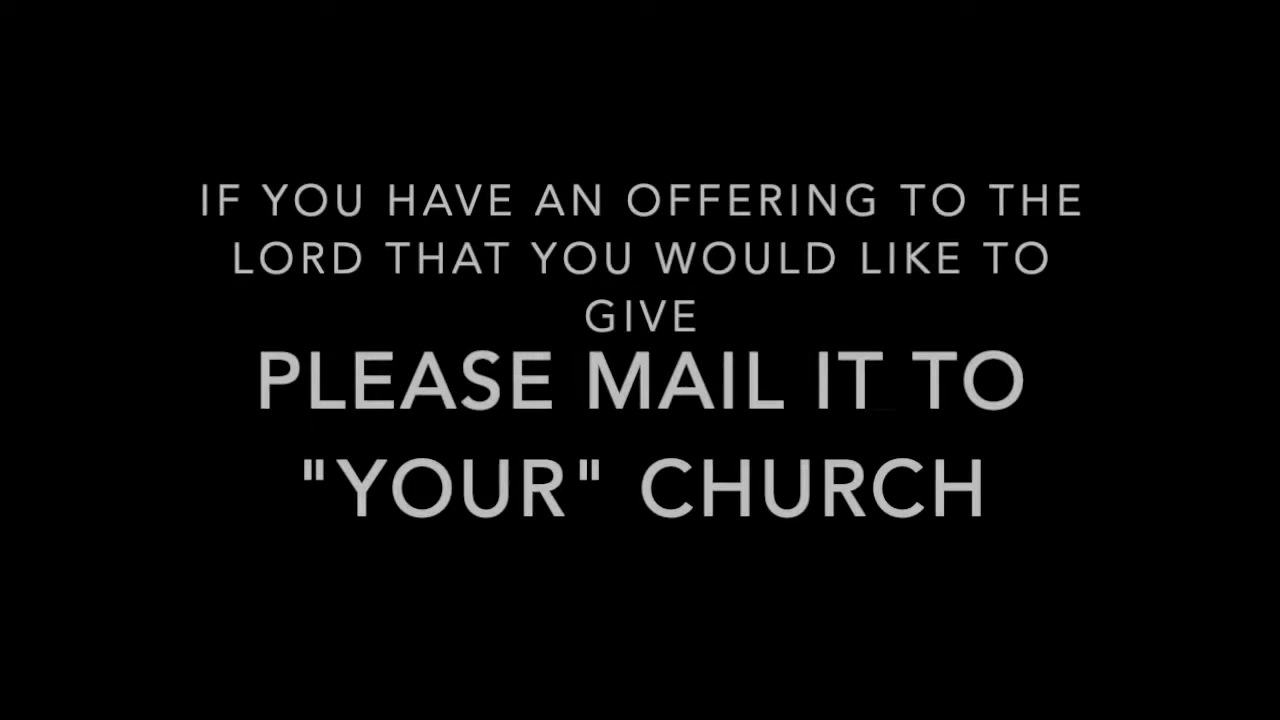 IF YOU HAVE AN OFFERING TO THE
LORD THAT YOU WOULD LIKE TO
GIVE
PLEASE MAIL IT TO
"YOUR" CHURCH